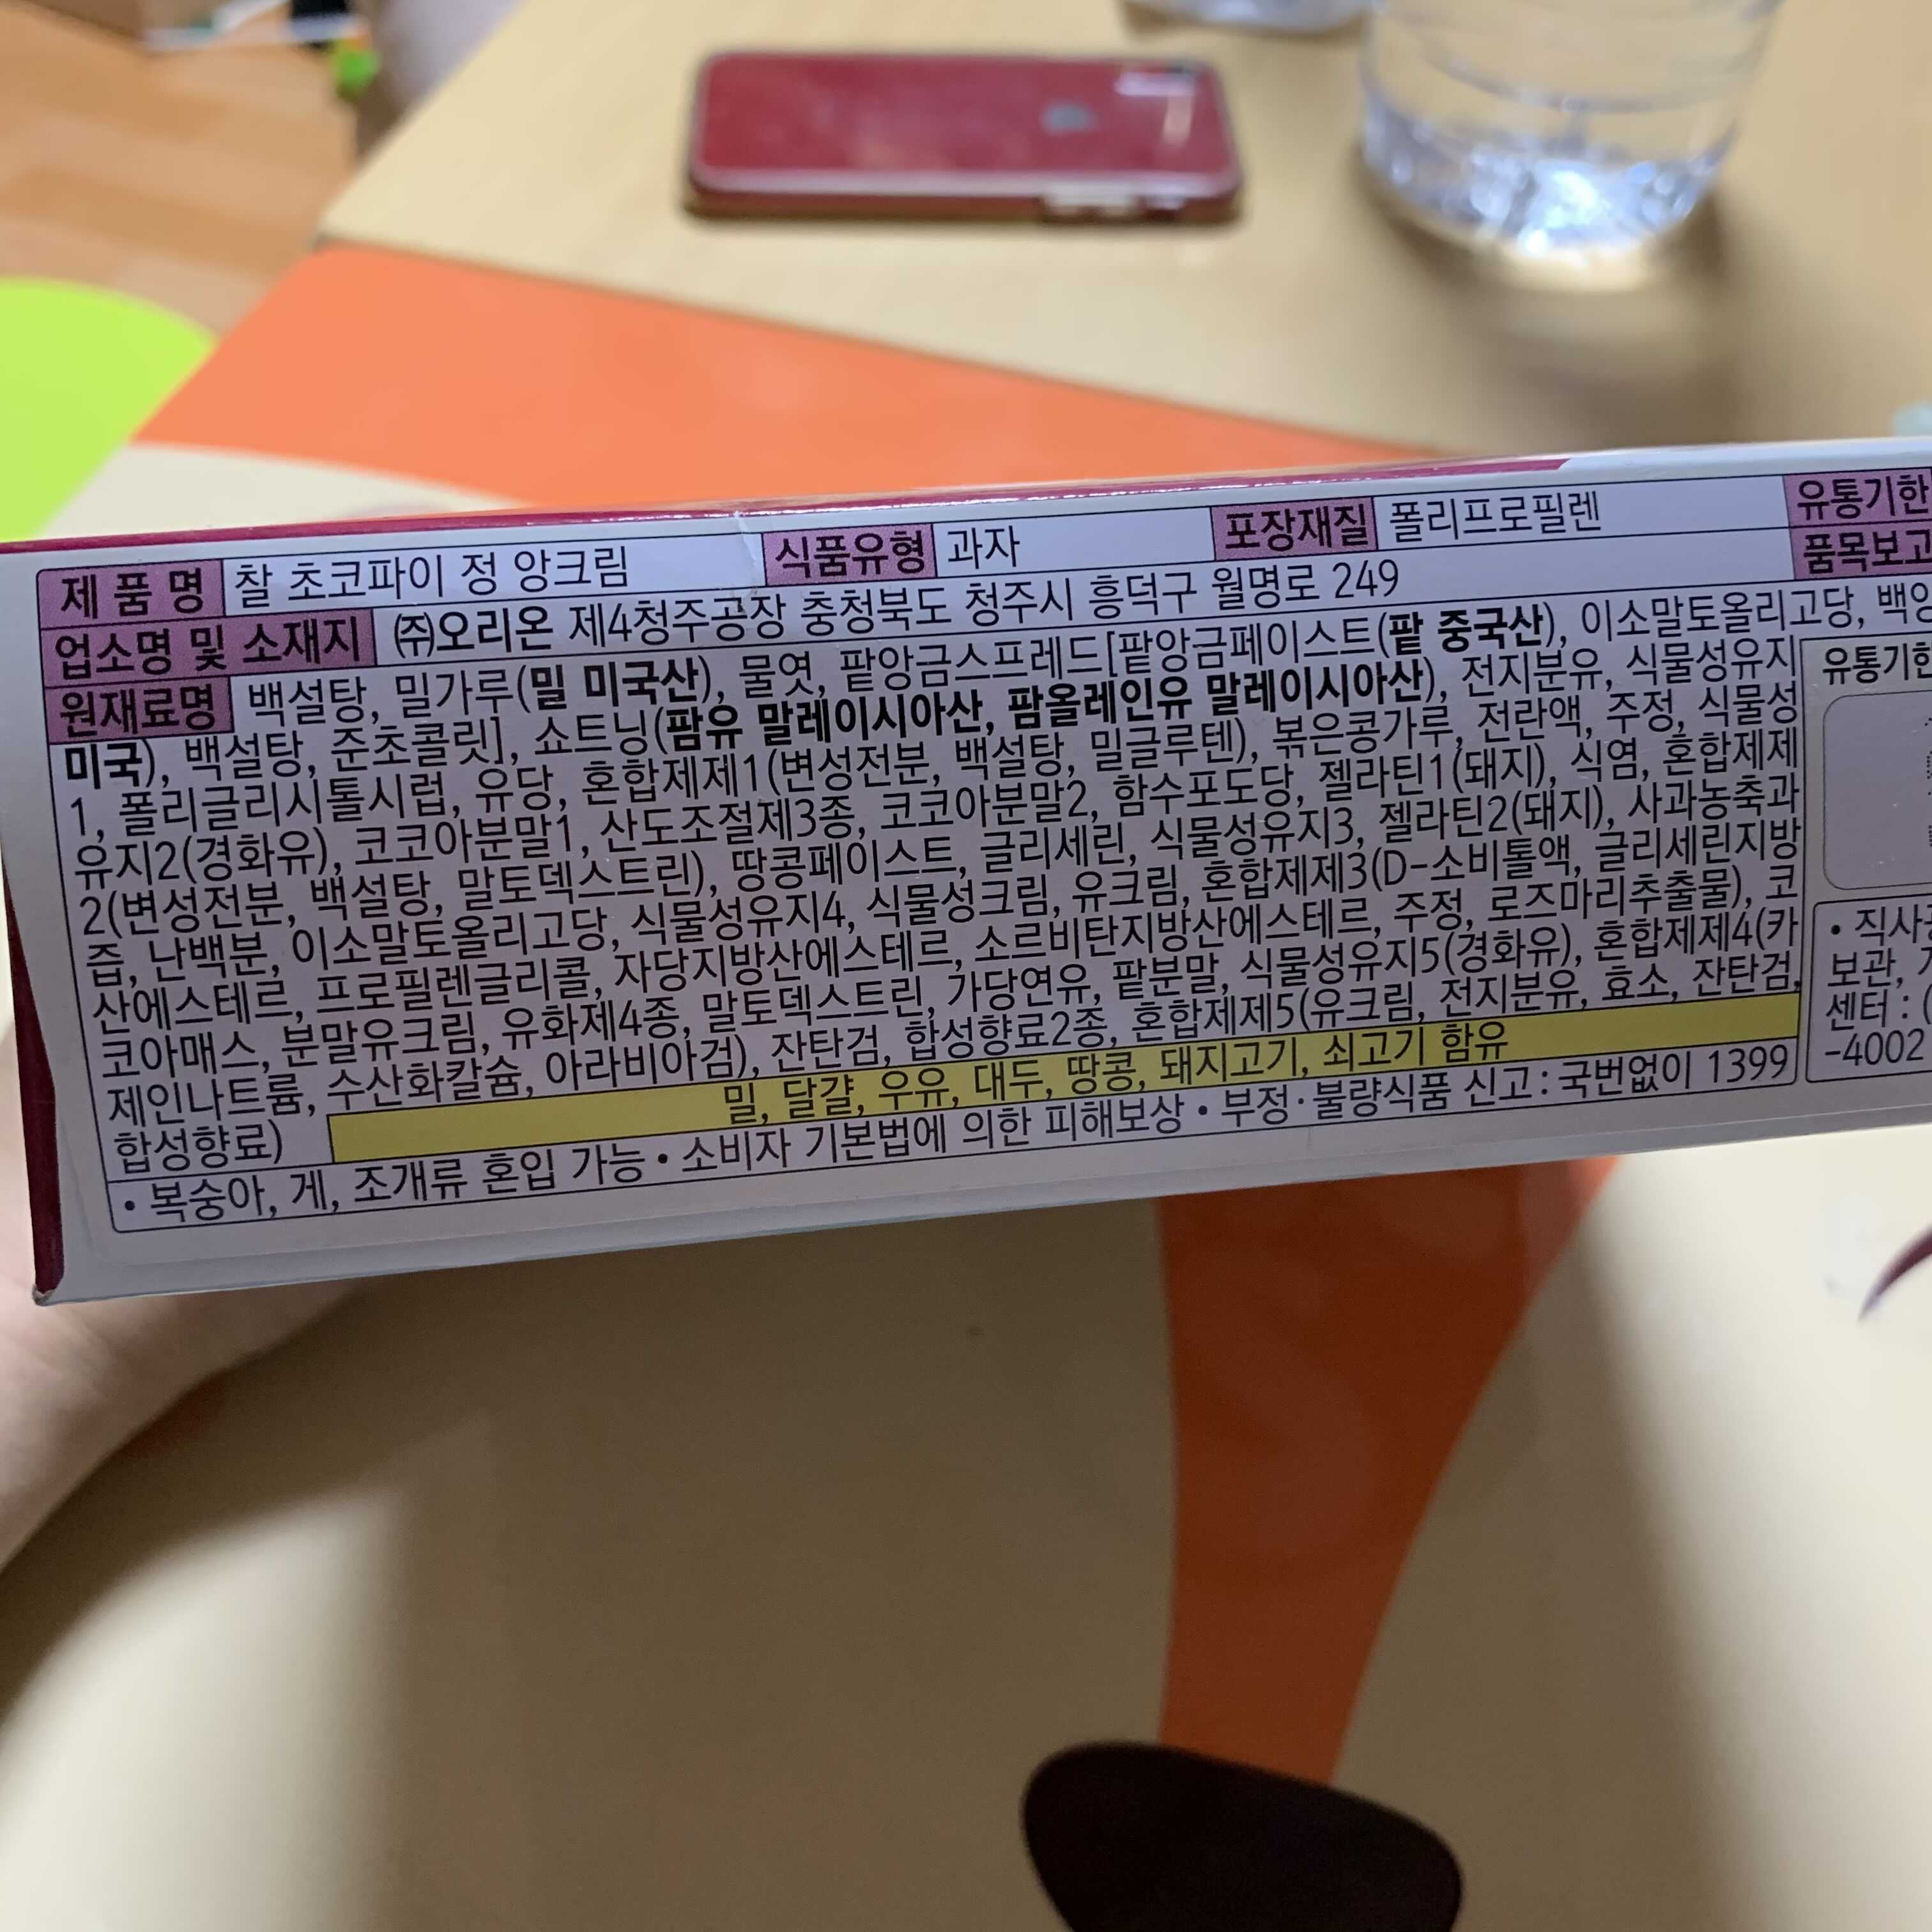 제 품 명 찰 초코파이 정 앙크림 식품유형 과자 포장재질 폴리프로필렌 유통기한
업소명 및 소재지 ㈜오리온 제4청주공장 충청북도 청주시 흥덕구 월명로 249 품목보고
원재료명 백설탕, 밀가루(밀 미국산), 물엿, 팥앙금스프레드[팥앙금페이스트(팥 중국산), 이소말토올리고당, 백앙
미국), 백설탕, 준초콜릿], 쇼트닝(팜유 말레이시아산, 팜올레인유 말레이시아산), 전지분유, 식물성유지
1, 폴리글리시톨시럽, 유당, 혼합제제1(변성전분, 백설탕, 밀글루텐), 볶은콩가루, 전란액, 주정, 식물성
유지2(경화유), 코코아분말1, 산도조절제3종, 코코아분말2, 함수포도당, 젤라틴1(돼지), 식염, 혼합제제
2(변성전분, 백설탕, 말토덱스트린), 땅콩페이스트, 글리세린, 식물성유지3, 젤라틴2(돼지), 사과농축과
즙, 난백분, 이소말토올리고당, 식물성유지4, 식물성크림, 유크림, 혼합제제3(D-소비톨액, 글리세린지방
산에스테르, 프로필렌글리콜, 자당지방산에스테르, 소르비탄지방산에스테르, 주정, 로즈마리추출물), 코
코아매스, 분말유크림, 유화제4종, 말토덱스트린, 가당연유, 팥분말, 식물성유지5(경화유), 혼합제제4(카
제인나트륨, 수산화칼슘, 아라비아검), 잔탄검, 합성향료2종, 혼합제제5(유크림, 전지분유, 효소, 잔탄검,
합성향료) 밀, 달걀, 우유, 대두, 땅콩, 돼지고기, 쇠고기 함유
• 복숭아, 게, 조개류 혼입 가능 • 소비자 기본법에 의한 피해보상 • 부정·불량식품 신고 : 국번없이 1399
유통기한
• 직사
보관,
센터 : (
-4002